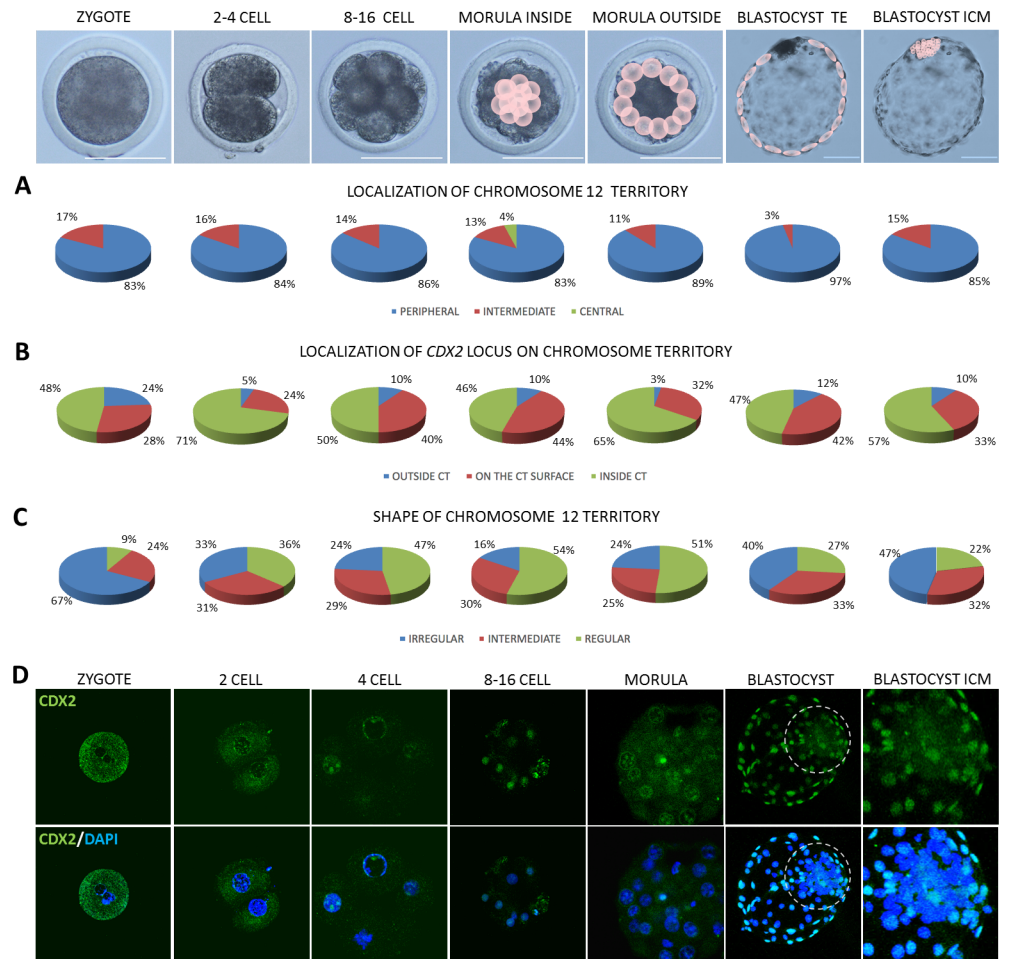 ZYGOTE 2-4 CELL 8-16 CELL MORULA INSIDE MORULA OUTSIDE BLASTOCYST TE BLASTOCYST ICM
A
LOCALIZATION OF CHROMOSOME 12 TERRITORY
17% 16% 14% 13% 4% 11% 3% 15%
83% 84% 86% 83% 89% 97% 85%
PERIPHERAL INTERMEDIATE CENTRAL
B
LOCALIZATION OF CDX2 LOCUS ON CHROMOSOME TERRITORY
48% 24% 5% 24% 10% 46% 10% 3% 32% 47% 12% 10%
28% 71% 50% 40% 44% 65% 42% 57% 33%
OUTSIDE CT ON THE CT SURFACE INSIDE CT
C
SHAPE OF CHROMOSOME 12 TERRITORY
9% 24% 33% 36% 24% 47% 16% 54% 24% 51% 40% 27% 47% 22%
67% 31% 29% 30% 25% 33% 32%
IRREGULAR INTERMEDIATE REGULAR
D
ZYGOTE 2 CELL 4 CELL 8-16 CELL MORULA BLASTOCYST BLASTOCYST ICM
CDX2
CDX2/DAPI